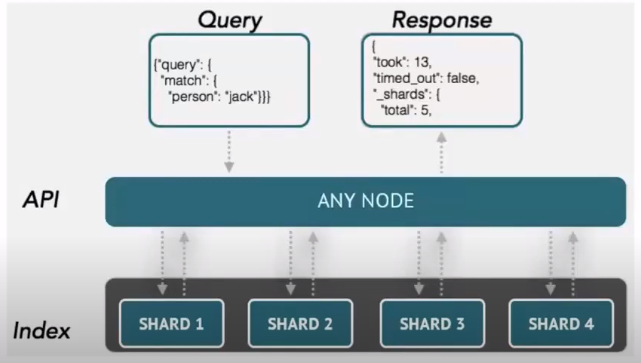 Query
Response
{"query": {
"match": {
"person": "jack"}}}
{
"took": 13,
"timed_out": false,
"_shards": {
"total": 5,
API
ANY NODE
SHARD 1
SHARD 2
SHARD 3
SHARD 4
Index